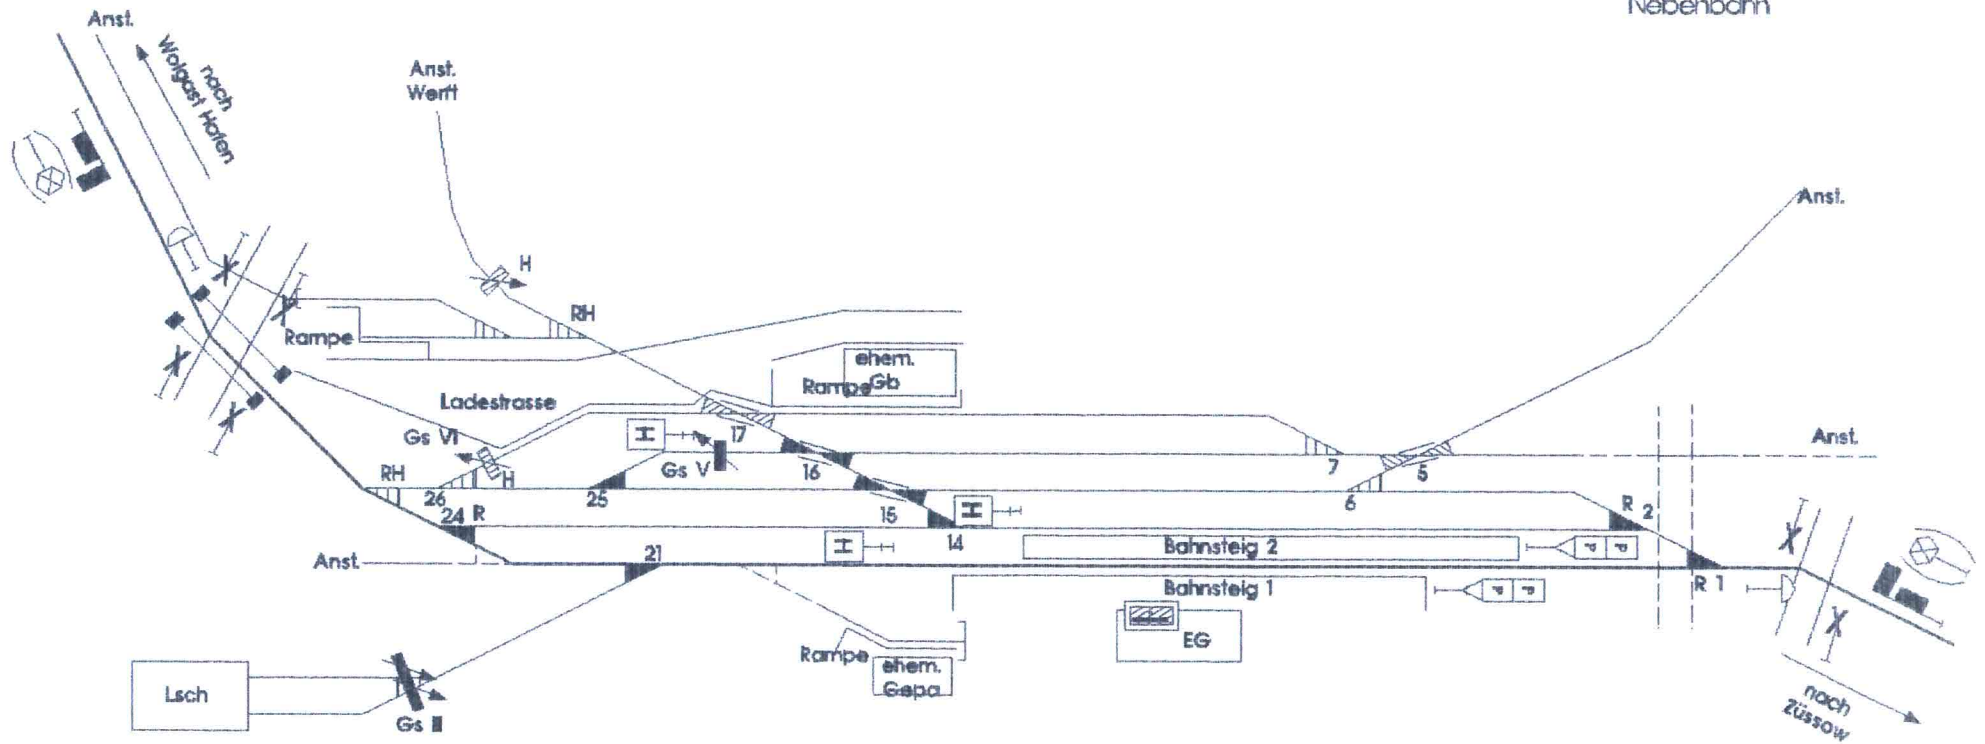 Nebenbahn
Anst.
nach
Wolgast Hafen
Anst.
Werft
Anst.
H
RH
Rampe
ehem.
Gb
Rampe
Ladestrasse
Gs VI
H
17
Gs V
16
7
5
Anst.
RH
26
H
25
6
24 R
15
H
R 2
14
H
Bahnsteig 2
P P
Anst.
21
Bahnsteig 1
P P
R 1
EG
Rampe
ehem.
Gepa
Lsch
Gs II
nach
Züssow